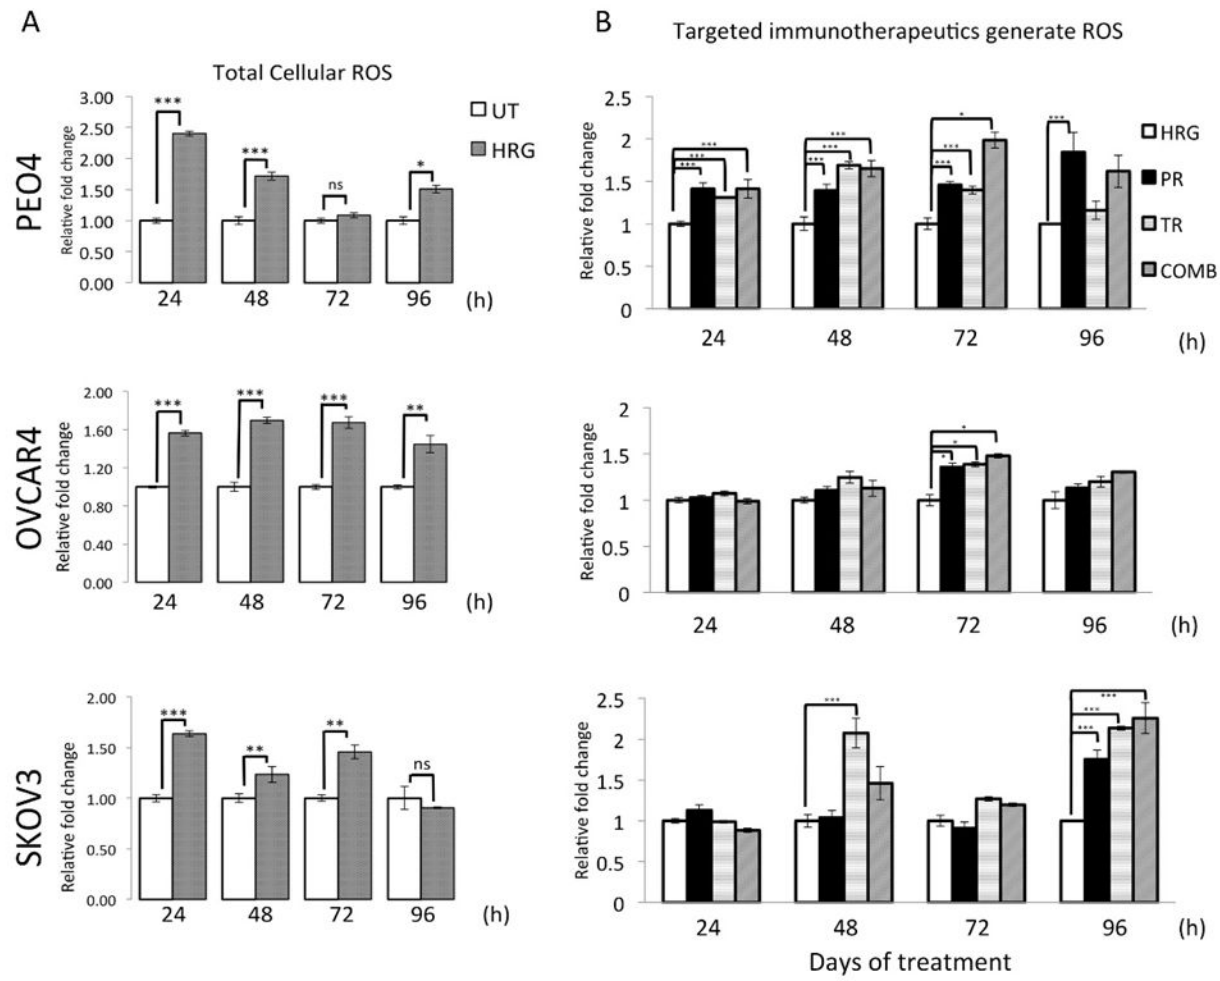 A
Total Cellular ROS
PEO4
Relative fold change
3.00
2.50
2.00
1.50
1.00
0.50
0.00
***
***
ns
*
UT
HRG
24 48 72 96 (h)
OVCAR4
Relative fold change
2.00
1.60
1.20
0.80
0.40
0.00
***
***
***
**
24 48 72 96 (h)
SKOV3
Relative fold change
2.00
1.50
1.00
0.50
0.00
***
**
**
ns
24 48 72 96 (h)
B
Targeted immunotherapeutics generate ROS
Relative fold change
2.5
2
1.5
1
0.5
0
***
***
***
***
***
***
*
***
***
***
HRG
PR
TR
COMB
24 48 72 96 (h)
Relative fold change
2
1.5
1
0.5
0
*
*
*
24 48 72 96 (h)
Relative fold change
2.5
2
1.5
1
0.5
0
***
***
***
***
24 48 72 96 (h)
Days of treatment